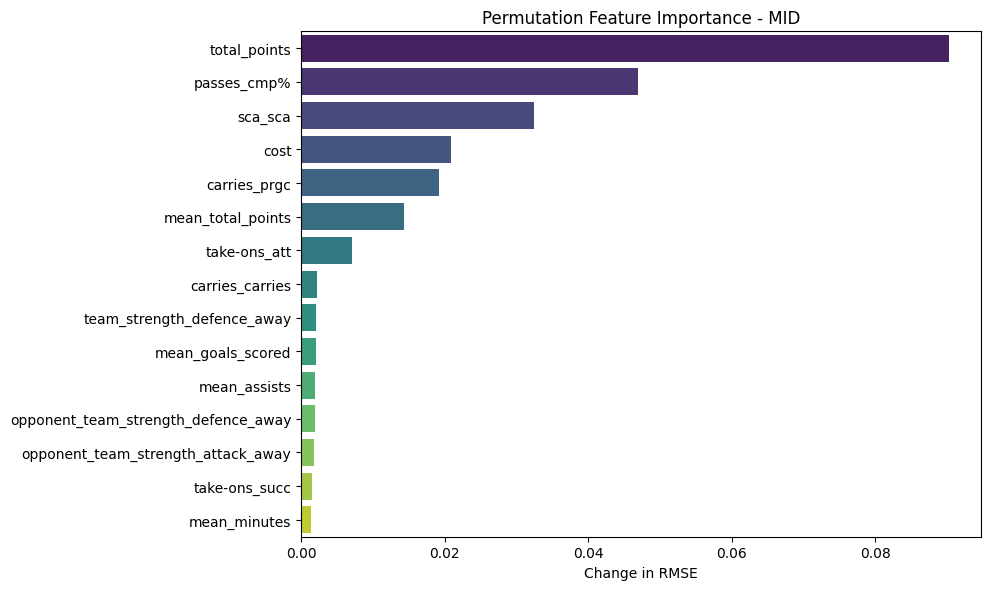 Permutation Feature Importance - MID
total_points
passes_cmp%
sca_sca
cost
carries_prgc
mean_total_points
take-ons_att
carries_carries
team_strength_defence_away
mean_goals_scored
mean_assists
opponent_team_strength_defence_away
opponent_team_strength_attack_away
take-ons_succ
mean_minutes
0.00 0.02 0.04 0.06 0.08
Change in RMSE